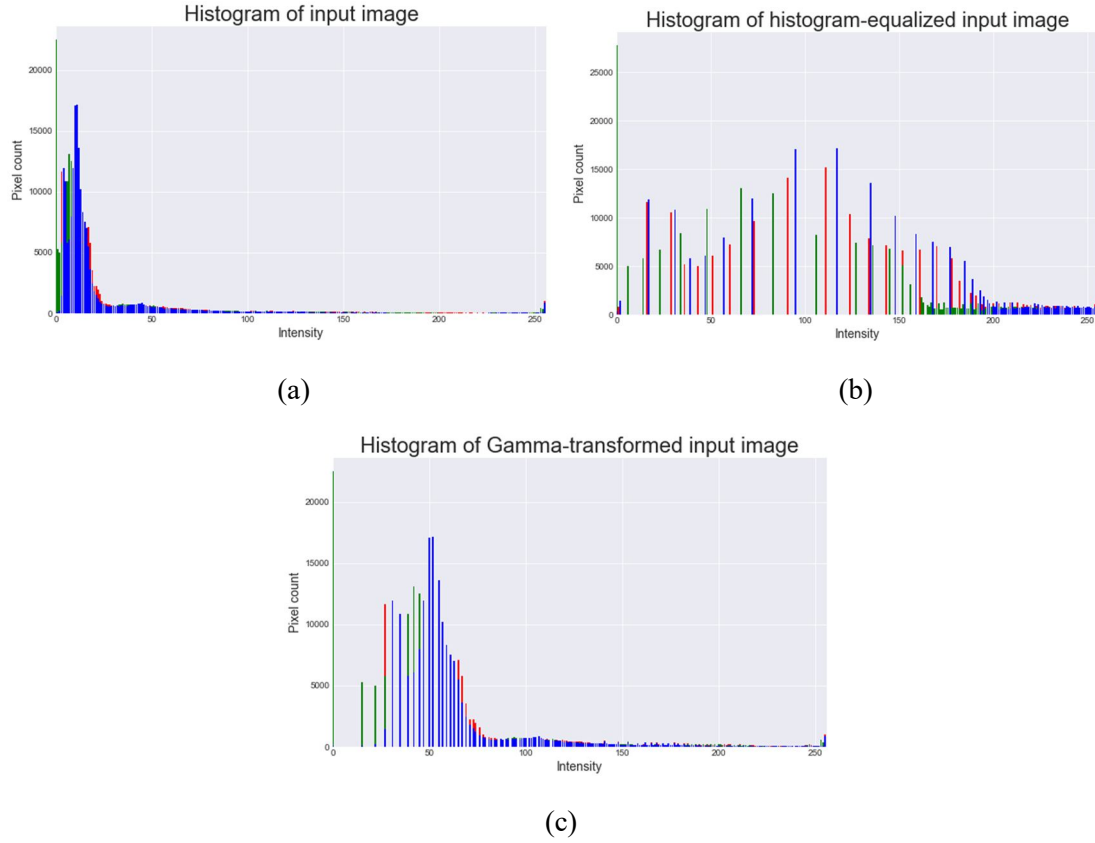 Histogram of input image
20000
15000
10000
5000
0
Pixel count
0 50 100 150 200 250
Intensity
(a)
Histogram of histogram-equalized input image
25000
20000
15000
10000
5000
0
Pixel count
0 50 100 150 200 250
Intensity
(b)
Histogram of Gamma-transformed input image
20000
15000
10000
5000
0
Pixel count
0 50 100 150 200 250
Intensity
(c)